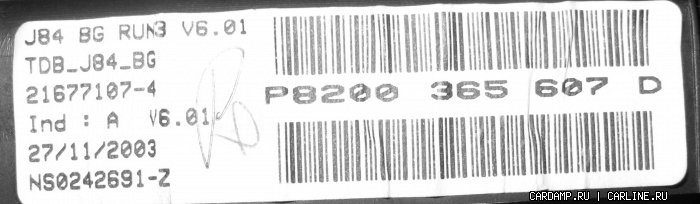 J84 BG RUN3 V6.01
TDB_J84_BG
21677107-4
Ind : A V6.01
27/11/2003
NS0242691-Z
P8200 365 607 D
CARDAMP.RU | CARLINE.RU